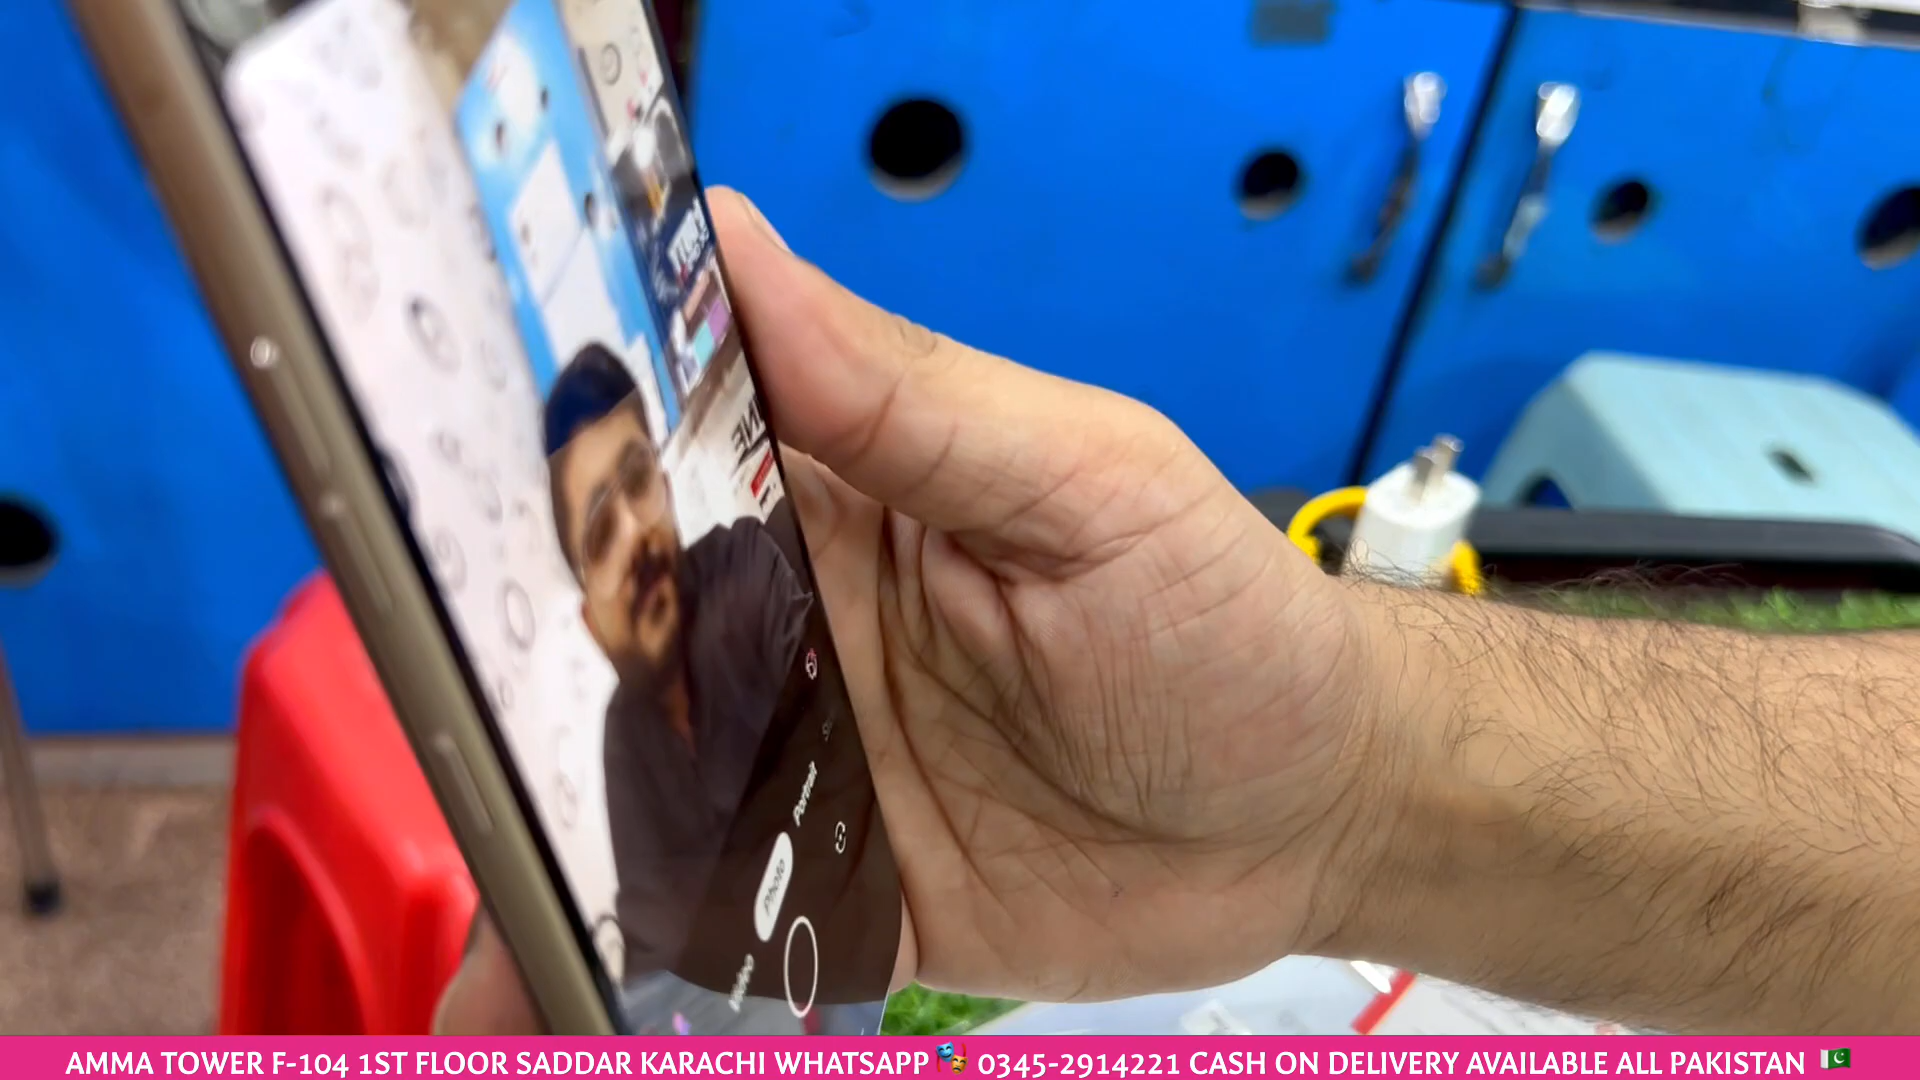 Portrait
Photo
Video
AMMA TOWER F-104 1ST FLOOR SADDAR KARACHI WHATSAPP🎭 0345-2914221 CASH ON DELIVERY AVAILABLE ALL PAKISTAN 🇵🇰